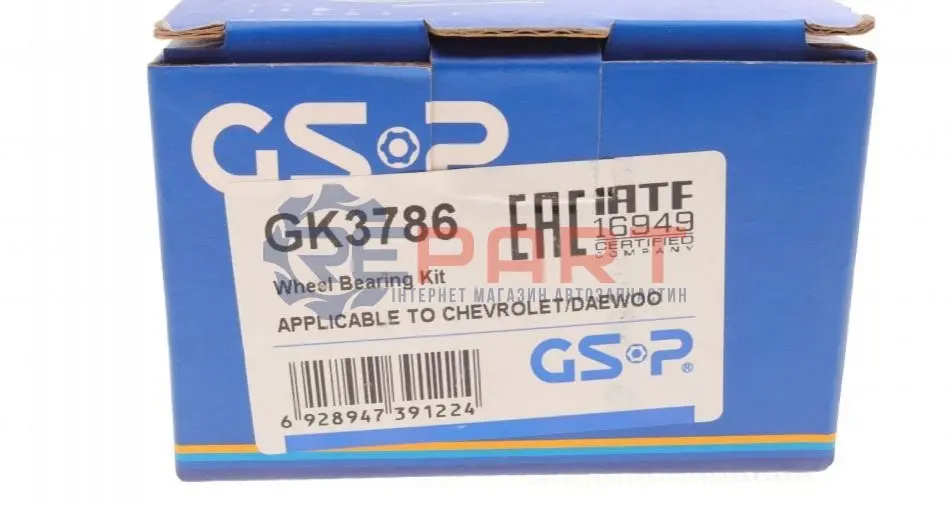 GS·P
GK3786
EAC
IATF
16949
CERTIFIED
COMPANY
REPART
Wheel Bearing Kit
ІНТЕРНЕТ МАГАЗИН АВТОЗАПЧАСТИН
APPLICABLE TO CHEVROLET/DAEWOO
GS·P®
6 928947 391224